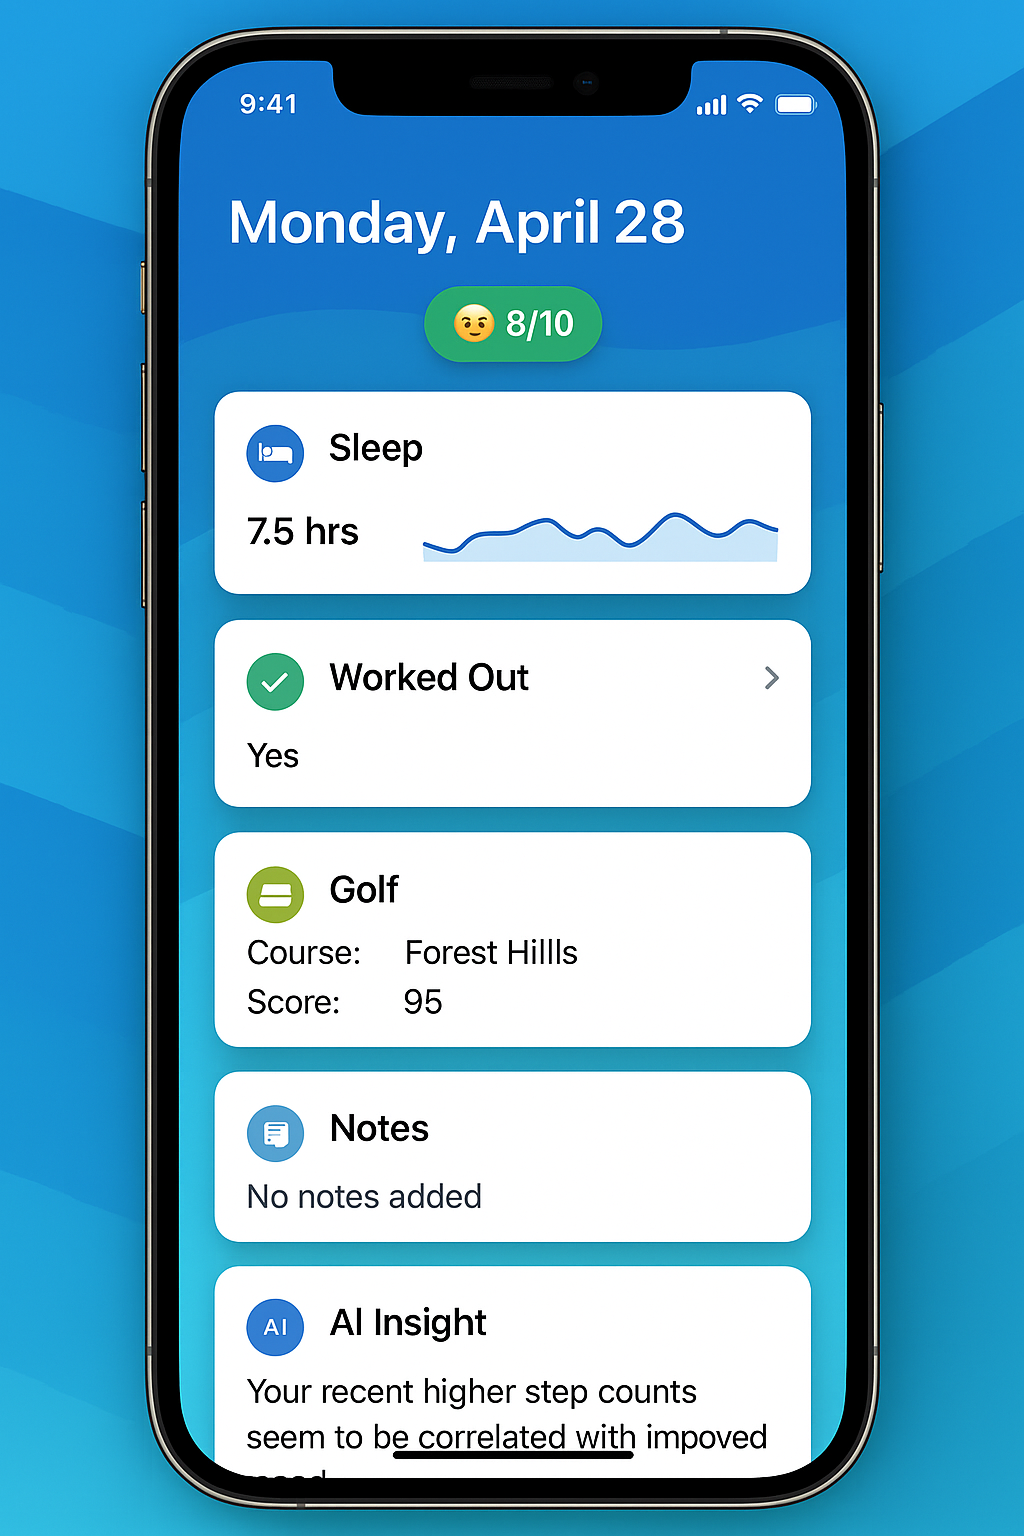 9:41
Monday, April 28
8/10
Sleep
7.5 hrs
Worked Out
Yes
Golf
Course: Forest Hillls
Score: 95
Notes
No notes added
AI
AI Insight
Your recent higher step counts
seem to be correlated with impoved